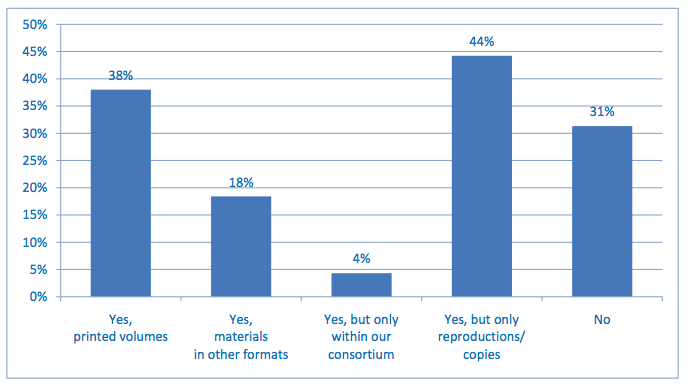 50%
45%
40%
35%
30%
25%
20%
15%
10%
5%
0%
38%
18%
4%
44%
31%
Yes,
printed volumes
Yes,
materials
in other formats
Yes, but only
within our
consortium
Yes, but only
reproductions/
copies
No